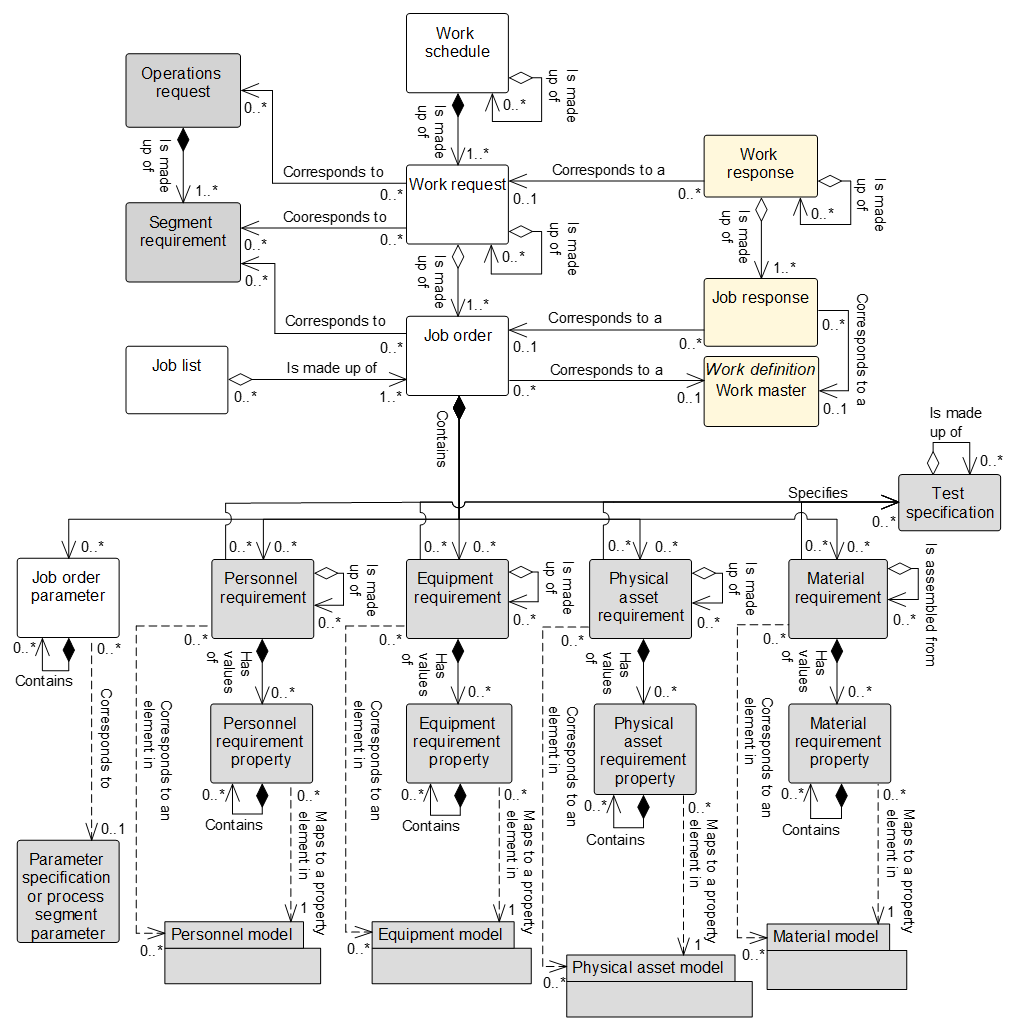 Work
schedule
Is made
up of
0..*
Operations
request
0..*
Is made
up of
1..*
Is made
up of
1..*
Corresponds to
0..*
Work request
Corresponds to a
0..1
0..*
Work
response
Is made
up of
0..*
Segment
requirement
Cooresponds to
0..*
0..*
Is made
up of
0..*
Is made
up of
1..*
Is made
up of
1..*
0..*
Corresponds to
0..*
Job order
Corresponds to a
0..1
0..*
Job response
0..*
Corresponds to a
0..1
Job list
0..*
Is made up of
1..*
0..*
Corresponds to a
0..1
Work definition
Work master
Contains
Is made
up of
0..*
Specifies
0..*
Test
specification
0..*
0..*
0..*
0..*
0..*
0..*
0..*
0..*
0..*
Job order
parameter
0..*
0..*
Contains
Personnel
requirement
Is made
up of
0..*
0..*
Equipment
requirement
Is made
up of
0..*
0..*
Physical
asset
requirement
Is made
up of
0..*
0..*
Material
requirement
Is assembled from
0..*
0..*
Has
values
of
0..*
Has
values
of
0..*
Has
values
of
0..*
Has
values
of
0..*
Corresponds to
0..1
Corresponds to an
element in
Personnel
requirement
property
0..*
0..*
Contains
Corresponds to an
element in
Equipment
requirement
property
0..*
0..*
Contains
Corresponds to an
element in
Physical
asset
requirement
property
0..*
0..*
Contains
Corresponds to an
element in
Material
requirement
property
0..*
0..*
Contains
Maps to a property
element in
1
Maps to a property
element in
1
Maps to a property
element in
1
Maps to a property
element in
1
Parameter
specification
or process
segment
parameter
0..*
Personnel model
0..*
Equipment model
0..*
Physical asset model
0..*
Material model